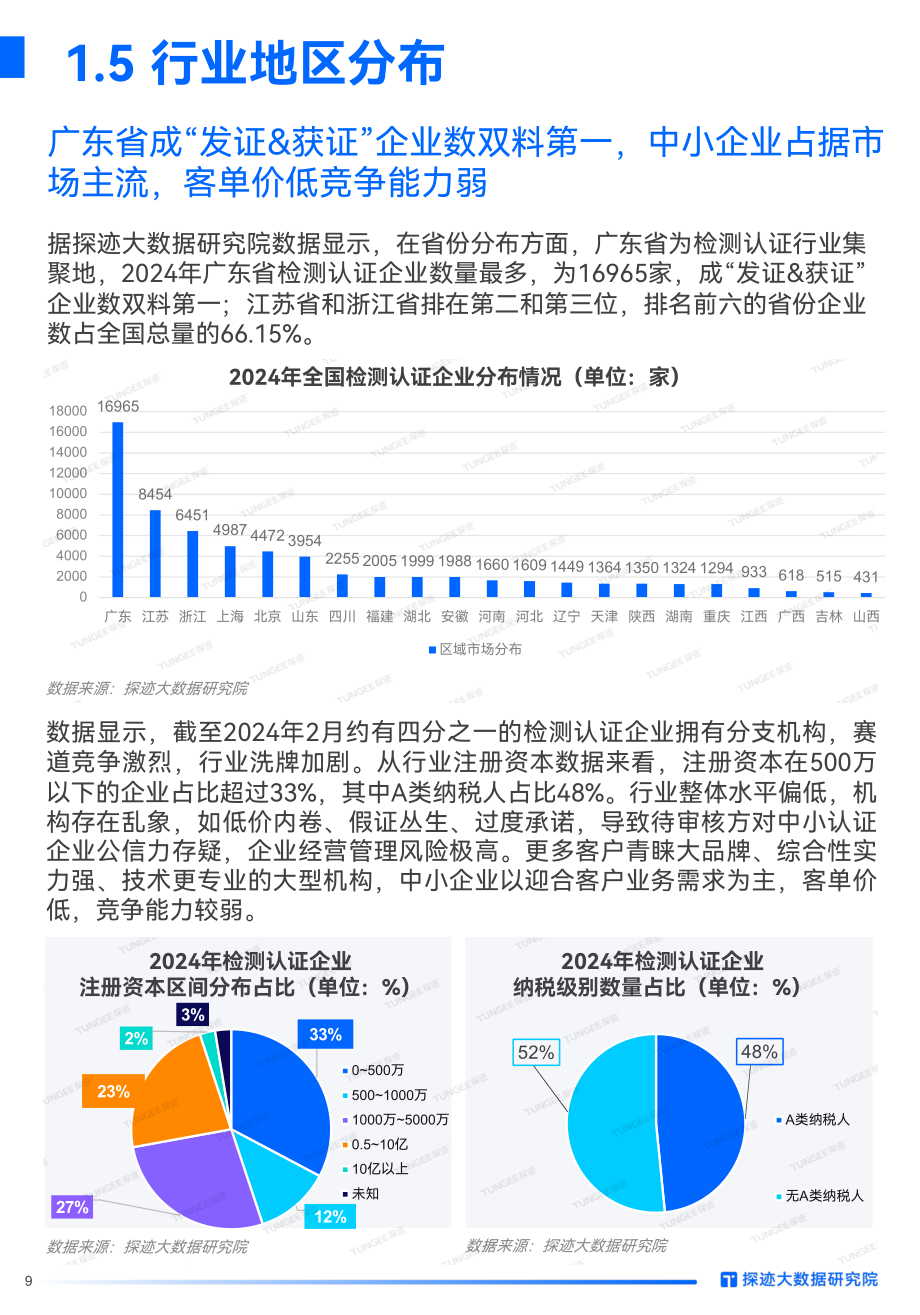 1.5 行业地区分布
广东省成“发证&获证”企业数双料第一，中小企业占据市
场主流，客单价低竞争能力弱
据探迹大数据研究院数据显示，在省份分布方面，广东省为检测认证行业集
聚地，2024年广东省检测认证企业数量最多，为16965家，成“发证&获证”
企业数双料第一；江苏省和浙江省排在第二和第三位，排名前六的省份企业
数占全国总量的66.15%。
2024年全国检测认证企业分布情况（单位：家）
18000
16000
14000
12000
10000
8000
6000
4000
2000
0
16965
8454
6451
4987
4472
3954
2255
2005
1999
1988
1660
1609
1449
1364
1350
1324
1294
933
618
515
431
广东 江苏 浙江 上海 北京 山东 四川 福建 湖北 安徽 河南 河北 辽宁 天津 陕西 湖南 重庆 江西 广西 吉林 山西
区域市场分布
数据来源：探迹大数据研究院
数据显示，截至2024年2月约有四分之一的检测认证企业拥有分支机构，赛
道竞争激烈，行业洗牌加剧。从行业注册资本数据来看，注册资本在500万
以下的企业占比超过33%，其中A类纳税人占比48%。行业整体水平偏低，机
构存在乱象，如低价内卷、假证丛生、过度承诺，导致待审核方对中小认证
企业公信力存疑，企业经营管理风险极高。更多客户青睐大品牌、综合性实
力强、技术更专业的大型机构，中小企业以迎合客户业务需求为主，客单价
低，竞争能力较弱。
2024年检测认证企业
注册资本区间分布占比（单位：%）
3%
2%
33%
23%
27%
12%
0~500万
500~1000万
1000万~5000万
0.5~10亿
10亿以上
未知
数据来源：探迹大数据研究院
2024年检测认证企业
纳税级别数量占比（单位：%）
52%
48%
A类纳税人
无A类纳税人
数据来源：探迹大数据研究院
9
探迹大数据研究院
TUNGEE探迹